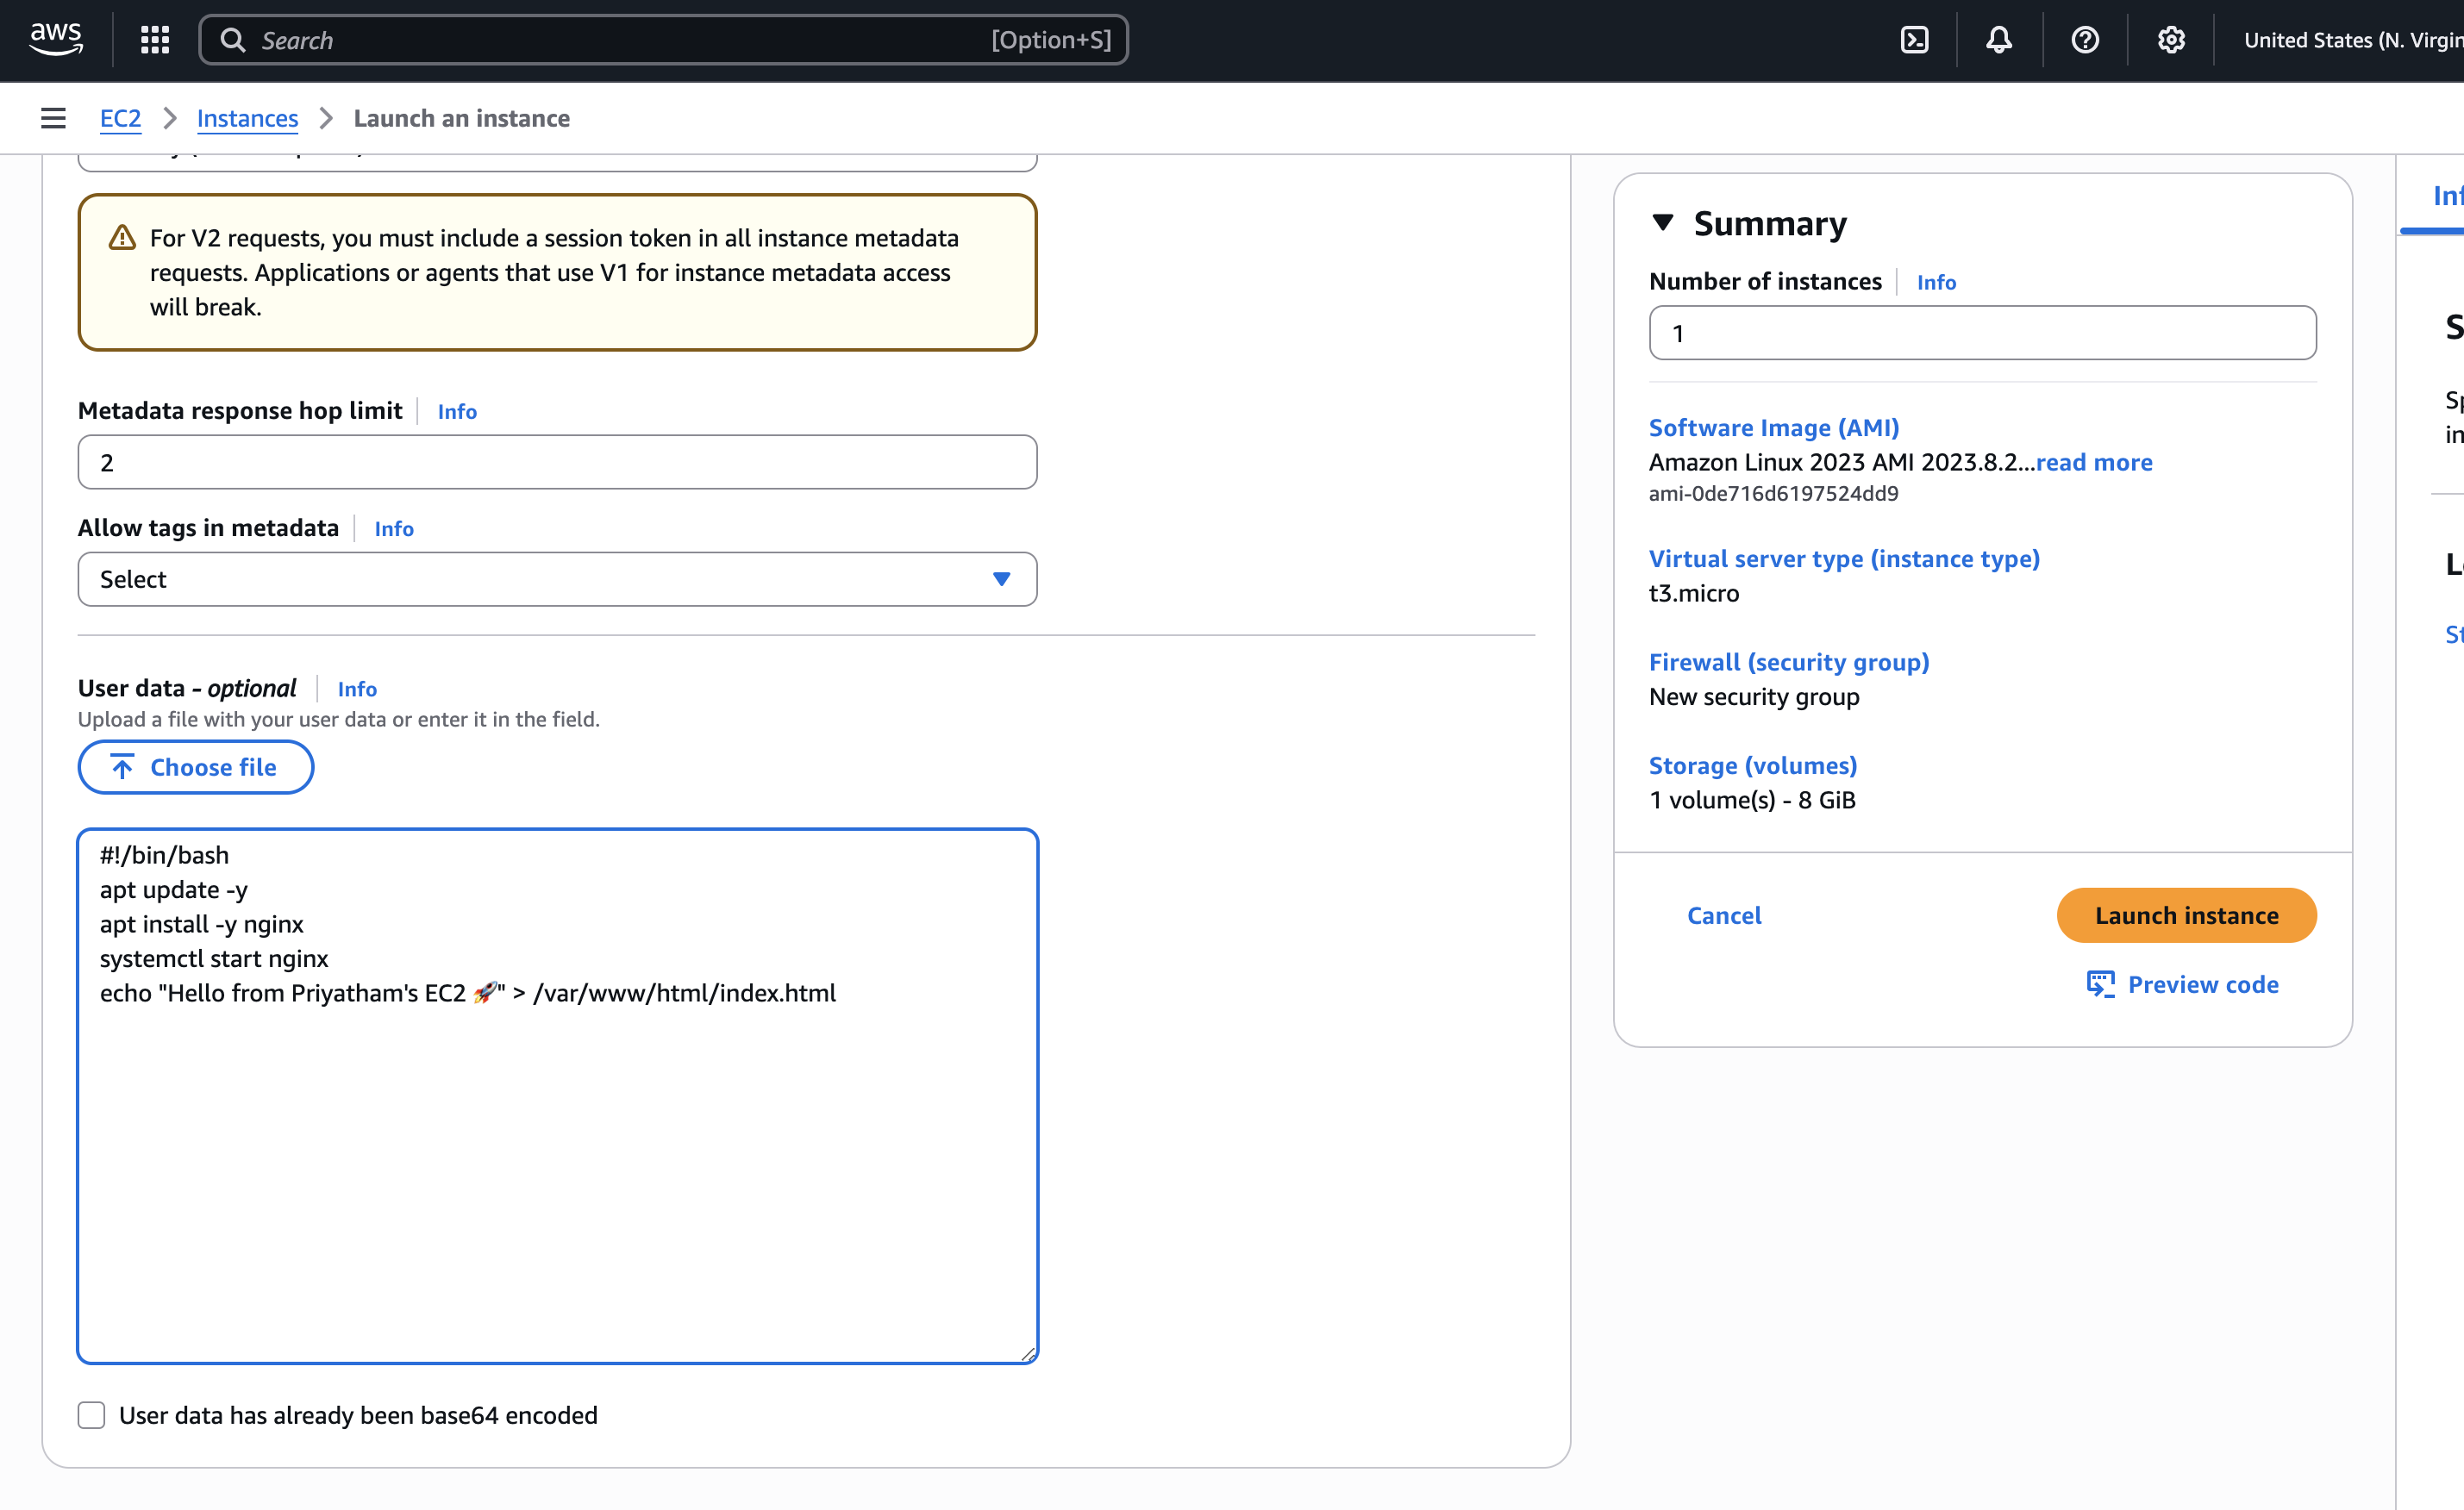 aws
Search [Option+S]
United States (N.
EC2 Instances Launch an instance
For V2 requests, you must include a session token in all instance metadata
requests. Applications or agents that use V1 for instance metadata access
will break.
Metadata response hop limit Info
2
Allow tags in metadata Info
Select
User data - optional Info
Upload a file with your user data or enter it in the field.
Choose file
#!/bin/bash
apt update -y
apt install -y nginx
systemctl start nginx
echo "Hello from Priyatham's EC2 🚀" > /var/www/html/index.html
User data has already been base64 encoded
Summary
Number of instances Info
1
Software Image (AMI)
Amazon Linux 2023 AMI 2023.8.2...read more
ami-0de716d6197524dd9
Virtual server type (instance type)
t3.micro
Firewall (security group)
New security group
Storage (volumes)
1 volume(s) - 8 GiB
Cancel
Launch instance
Preview code